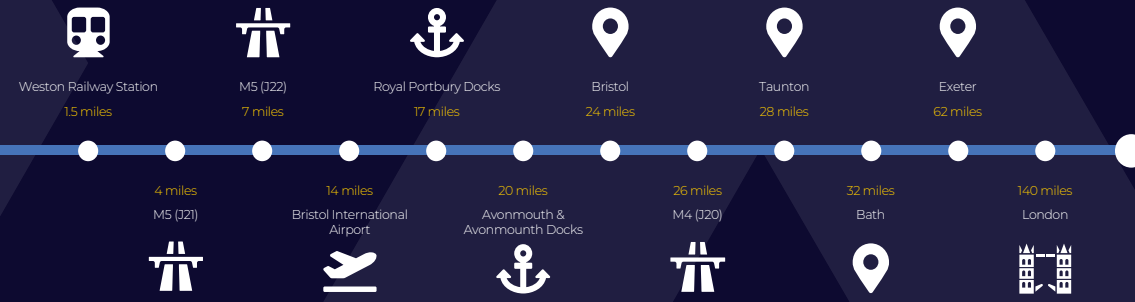 Weston Railway Station
1.5 miles
M5 (J22)
7 miles
Royal Portbury Docks
17 miles
Bristol
24 miles
Taunton
28 miles
Exeter
62 miles
4 miles
M5 (J21)
14 miles
Bristol International
Airport
20 miles
Avonmouth &
Avonmounth Docks
26 miles
M4 (J20)
32 miles
Bath
140 miles
London